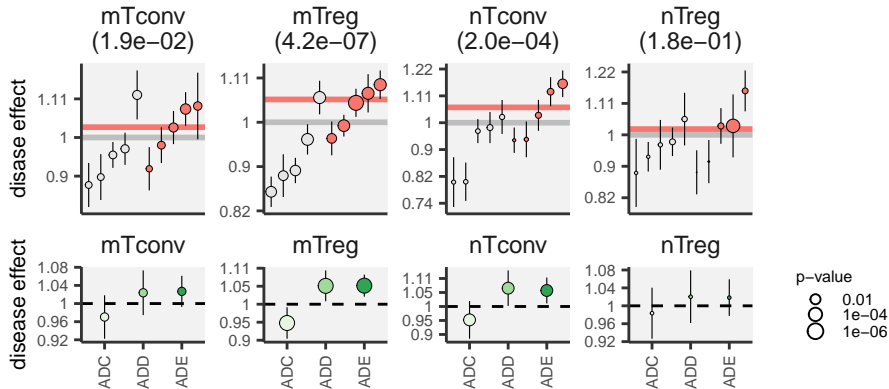 mTconv
(1.9e−02)
mTreg
(4.2e−07)
nTconv
(2.0e−04)
nTreg
(1.8e−01)
disase effect
1.11
1
0.9
1.11
1
0.9
0.82
1.22
1.11
1
0.9
0.82
0.74
1.22
1.11
1
0.9
0.82
mTconv
mTreg
nTconv
nTreg
disease effect
1.08
1.04
1
0.96
0.92
1.11
1.05
1
0.95
0.9
1.11
1.05
1
0.95
0.9
1.08
1.04
1
0.96
0.92
ADC
ADD
ADE
ADC
ADD
ADE
ADC
ADD
ADE
ADC
ADD
ADE
p−value
0.01
1e−04
1e−06